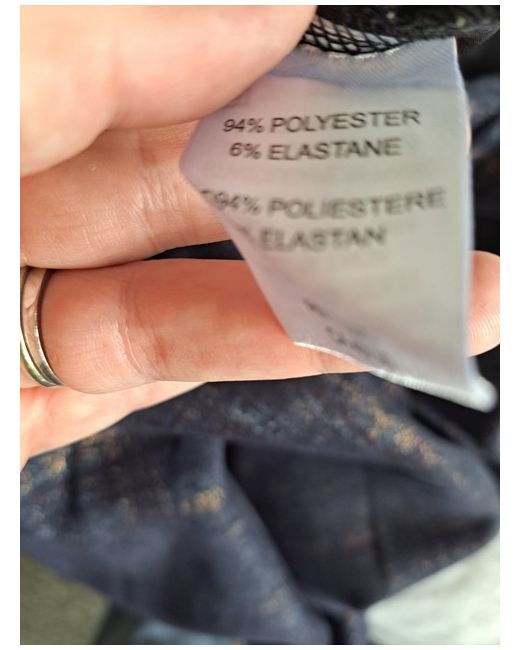 94% POLYESTER
6% ELASTANE
94% POLIESTERE
ELASTAN